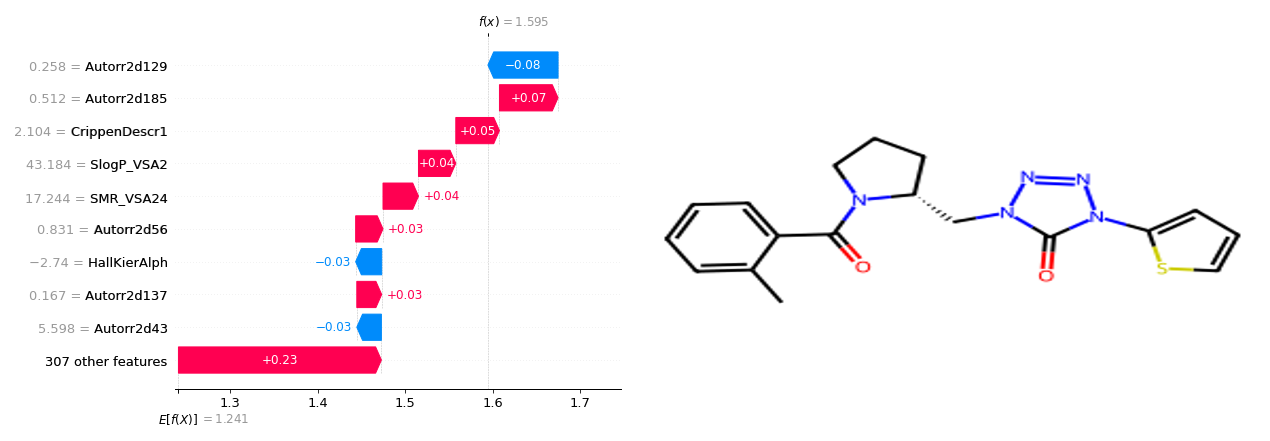 f(x) = 1.595
0.258 = Autorr2d129
−0.08
0.512 = Autorr2d185
+0.07
2.104 = CrippenDescr1
+0.05
43.184 = SlogP_VSA2
+0.04
17.244 = SMR_VSA24
+0.04
0.831 = Autorr2d56
+0.03
−2.74 = HallKierAlph
−0.03
0.167 = Autorr2d137
+0.03
5.598 = Autorr2d43
−0.03
307 other features
+0.23
1.3 1.4 1.5 1.6 1.7
E[f(X)] = 1.241
N N
N N N
O O
S